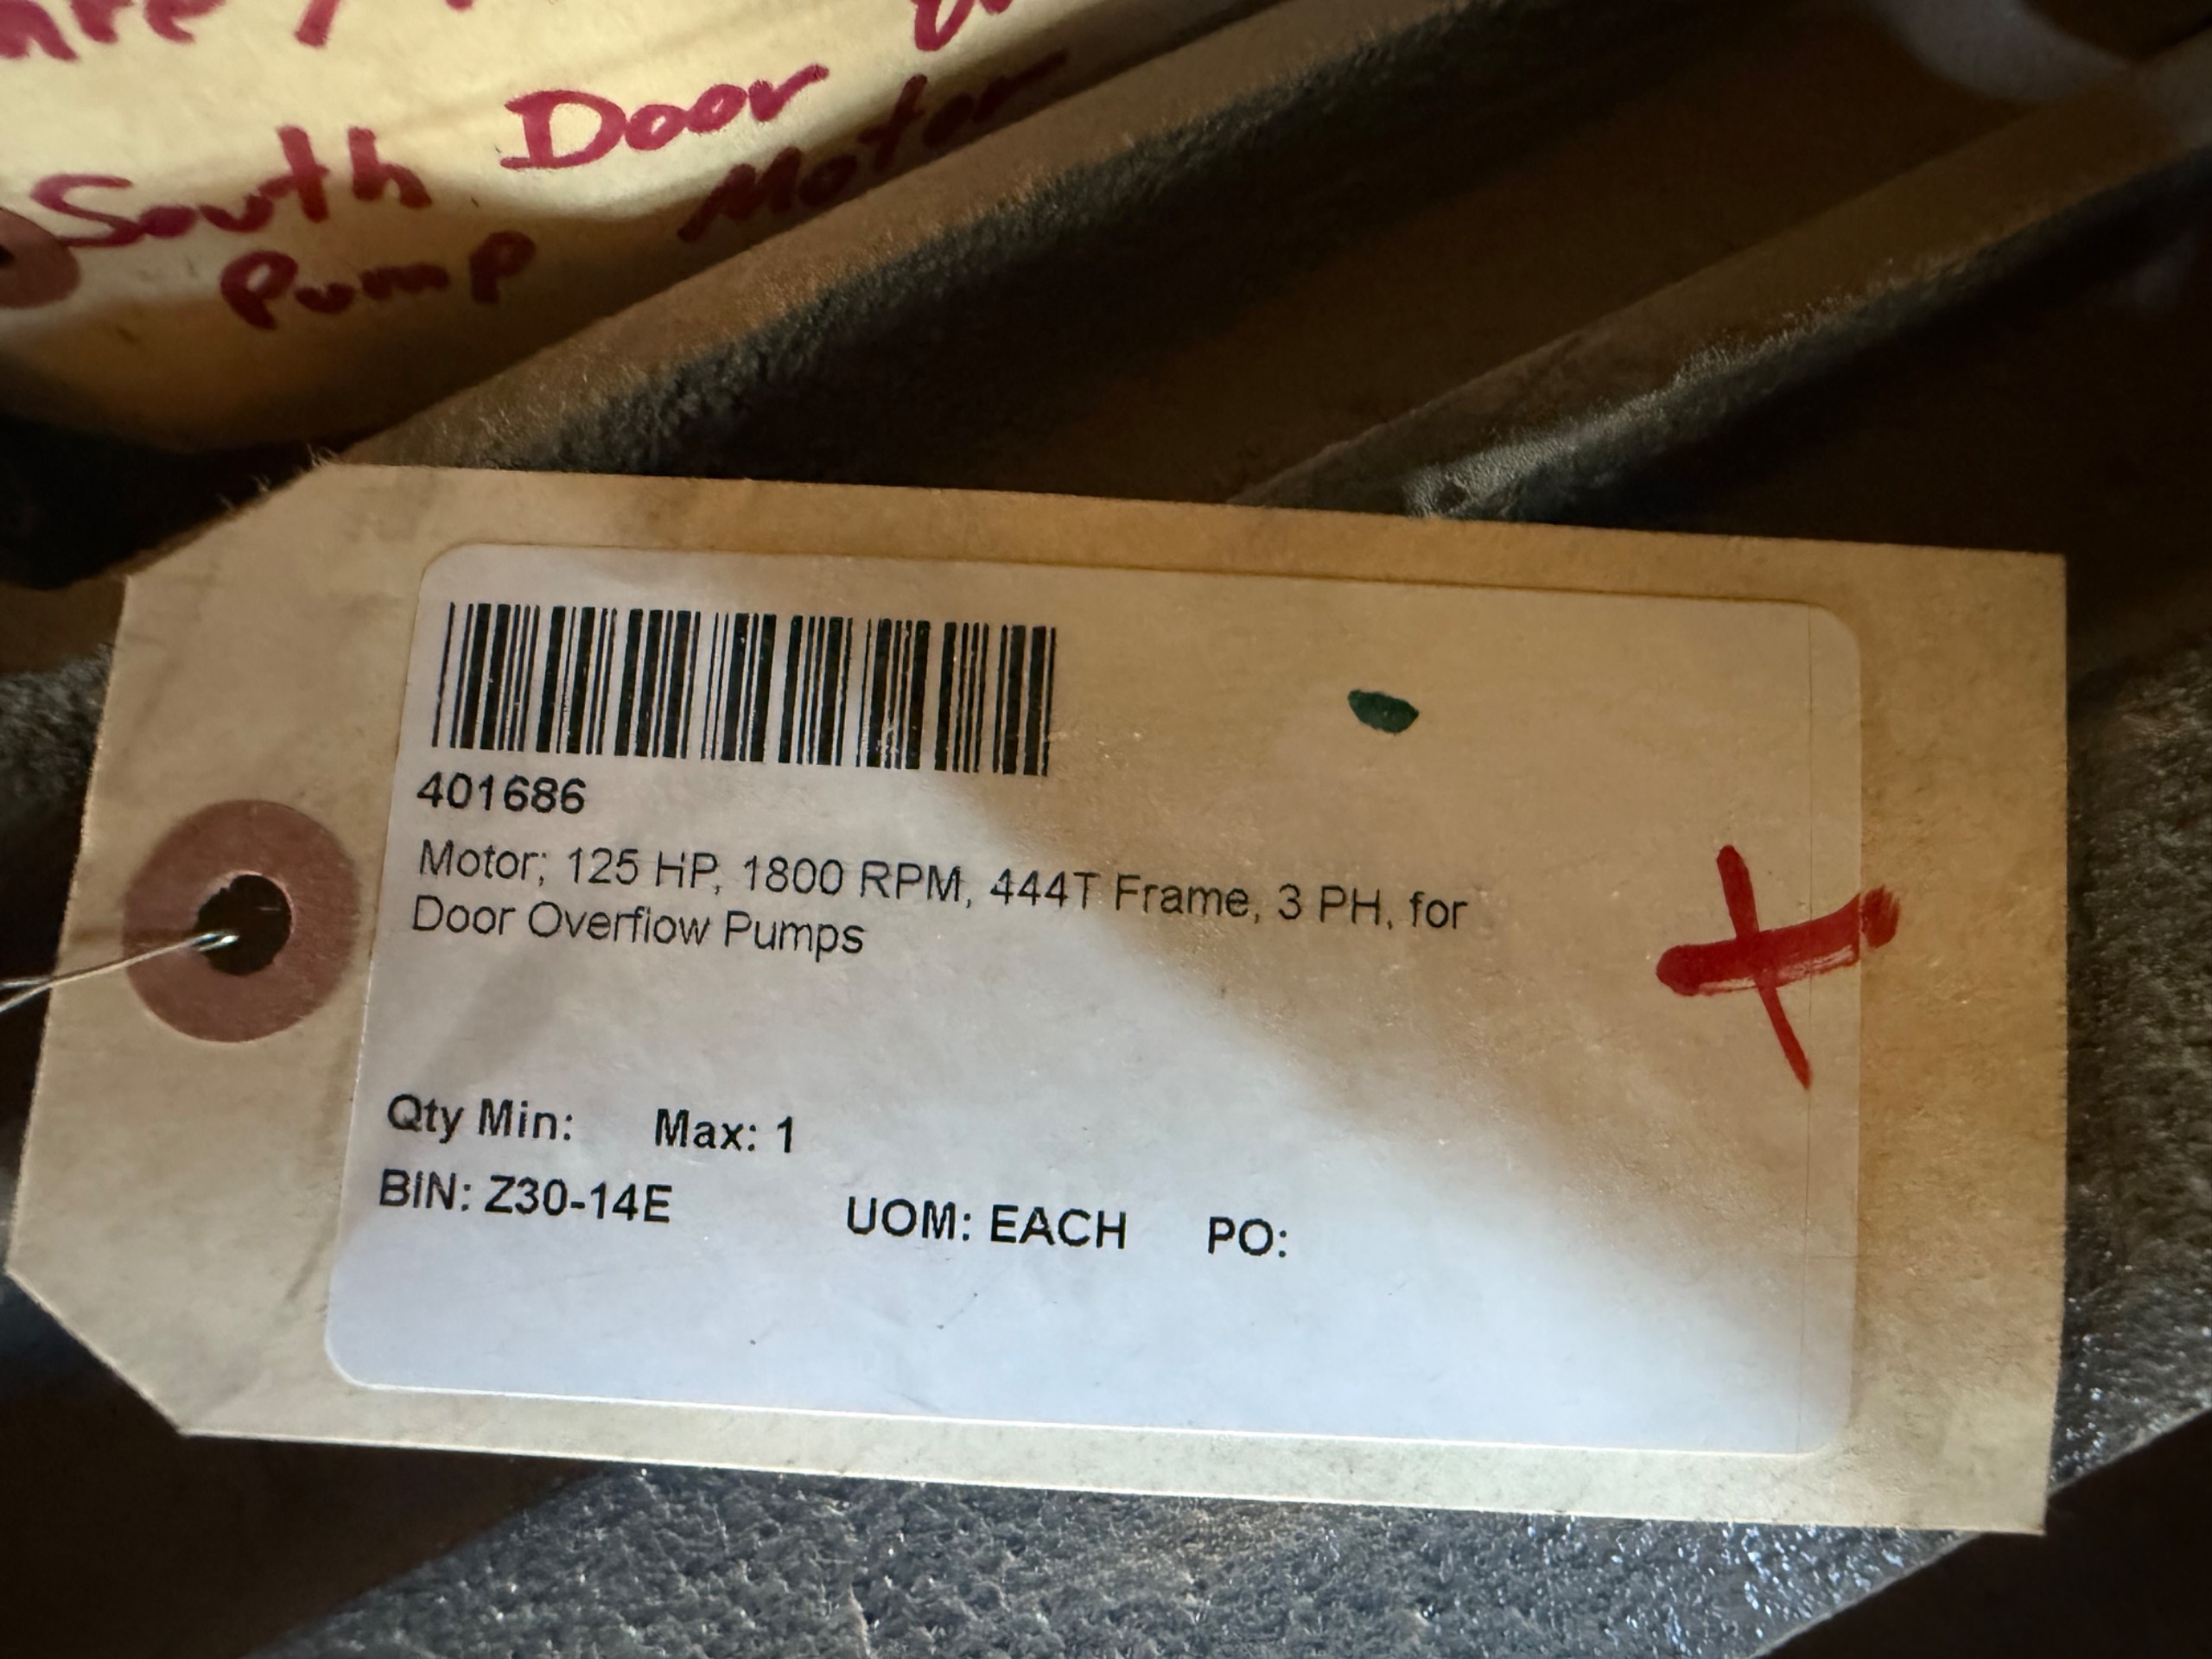 South Door
Pump Motor
401686
Motor; 125 HP, 1800 RPM, 444T Frame, 3 PH, for
Door Overflow Pumps
Qty Min: Max: 1
BIN: Z30-14E UOM: EACH PO: